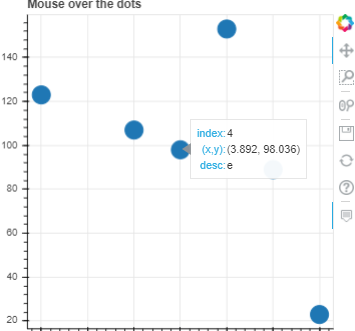 Mouse over the dots
140
120
100
80
60
40
20
index: 4
(x,y): (3.892, 98.036)
desc: e